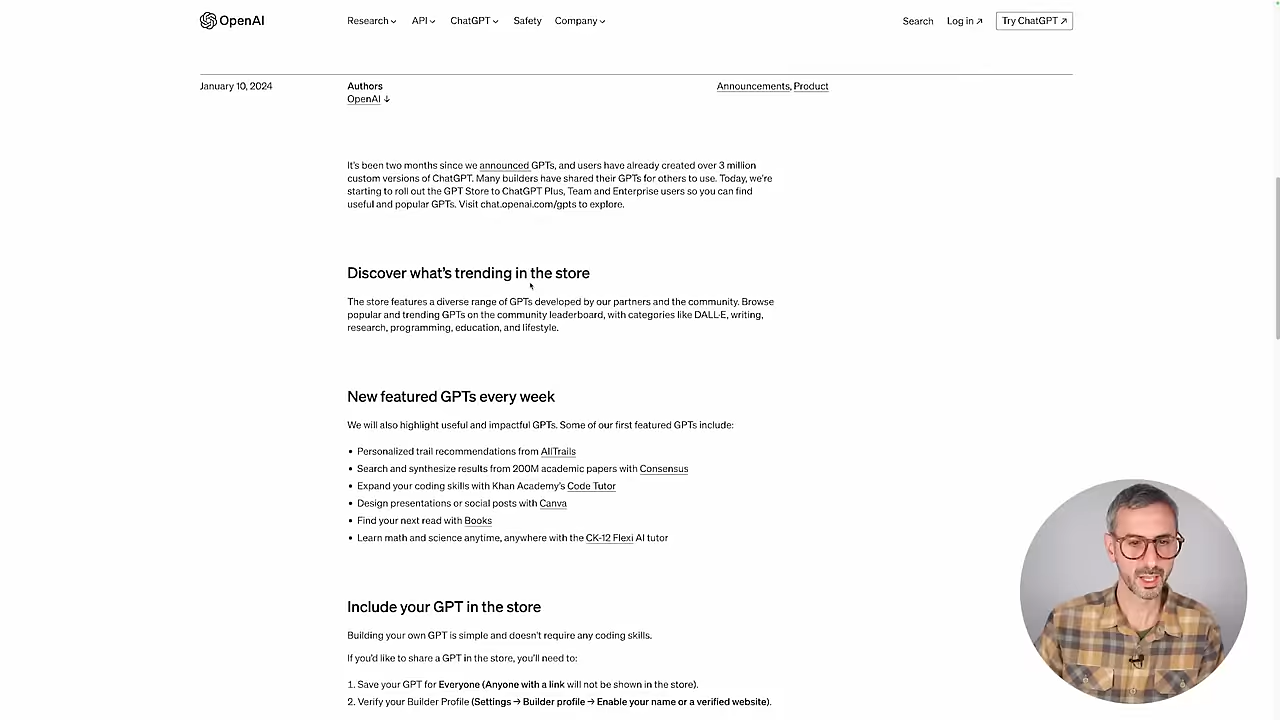 OpenAI
Research API ChatGPT Safety Company
Search Log in ↗ Try ChatGPT ↗
January 10, 2024
Authors
OpenAI ↓
Announcements, Product
It's been two months since we announced GPTs, and users have already created over 3 million
custom versions of ChatGPT. Many builders have shared their GPTs for others to use. Today, we're
starting to roll out the GPT Store to ChatGPT Plus, Team and Enterprise users so you can find
useful and popular GPTs. Visit chat.openai.com/gpts to explore.
Discover what's trending in the store
The store features a diverse range of GPTs developed by our partners and the community. Browse
popular and trending GPTs on the community leaderboard, with categories like DALL·E, writing,
research, programming, education, and lifestyle.
New featured GPTs every week
We will also highlight useful and impactful GPTs. Some of our first featured GPTs include:
• Personalized trail recommendations from AllTrails
• Search and synthesize results from 200M academic papers with Consensus
• Expand your coding skills with Khan Academy's Code Tutor
• Design presentations or social posts with Canva
• Find your next read with Books
• Learn math and science anytime, anywhere with the CK-12 Flexi AI tutor
Include your GPT in the store
Building your own GPT is simple and doesn't require any coding skills.
If you'd like to share a GPT in the store, you'll need to:
1. Save your GPT for Everyone (Anyone with a link will not be shown in the store).
2. Verify your Builder Profile (Settings → Builder profile → Enable your name or a verified website).